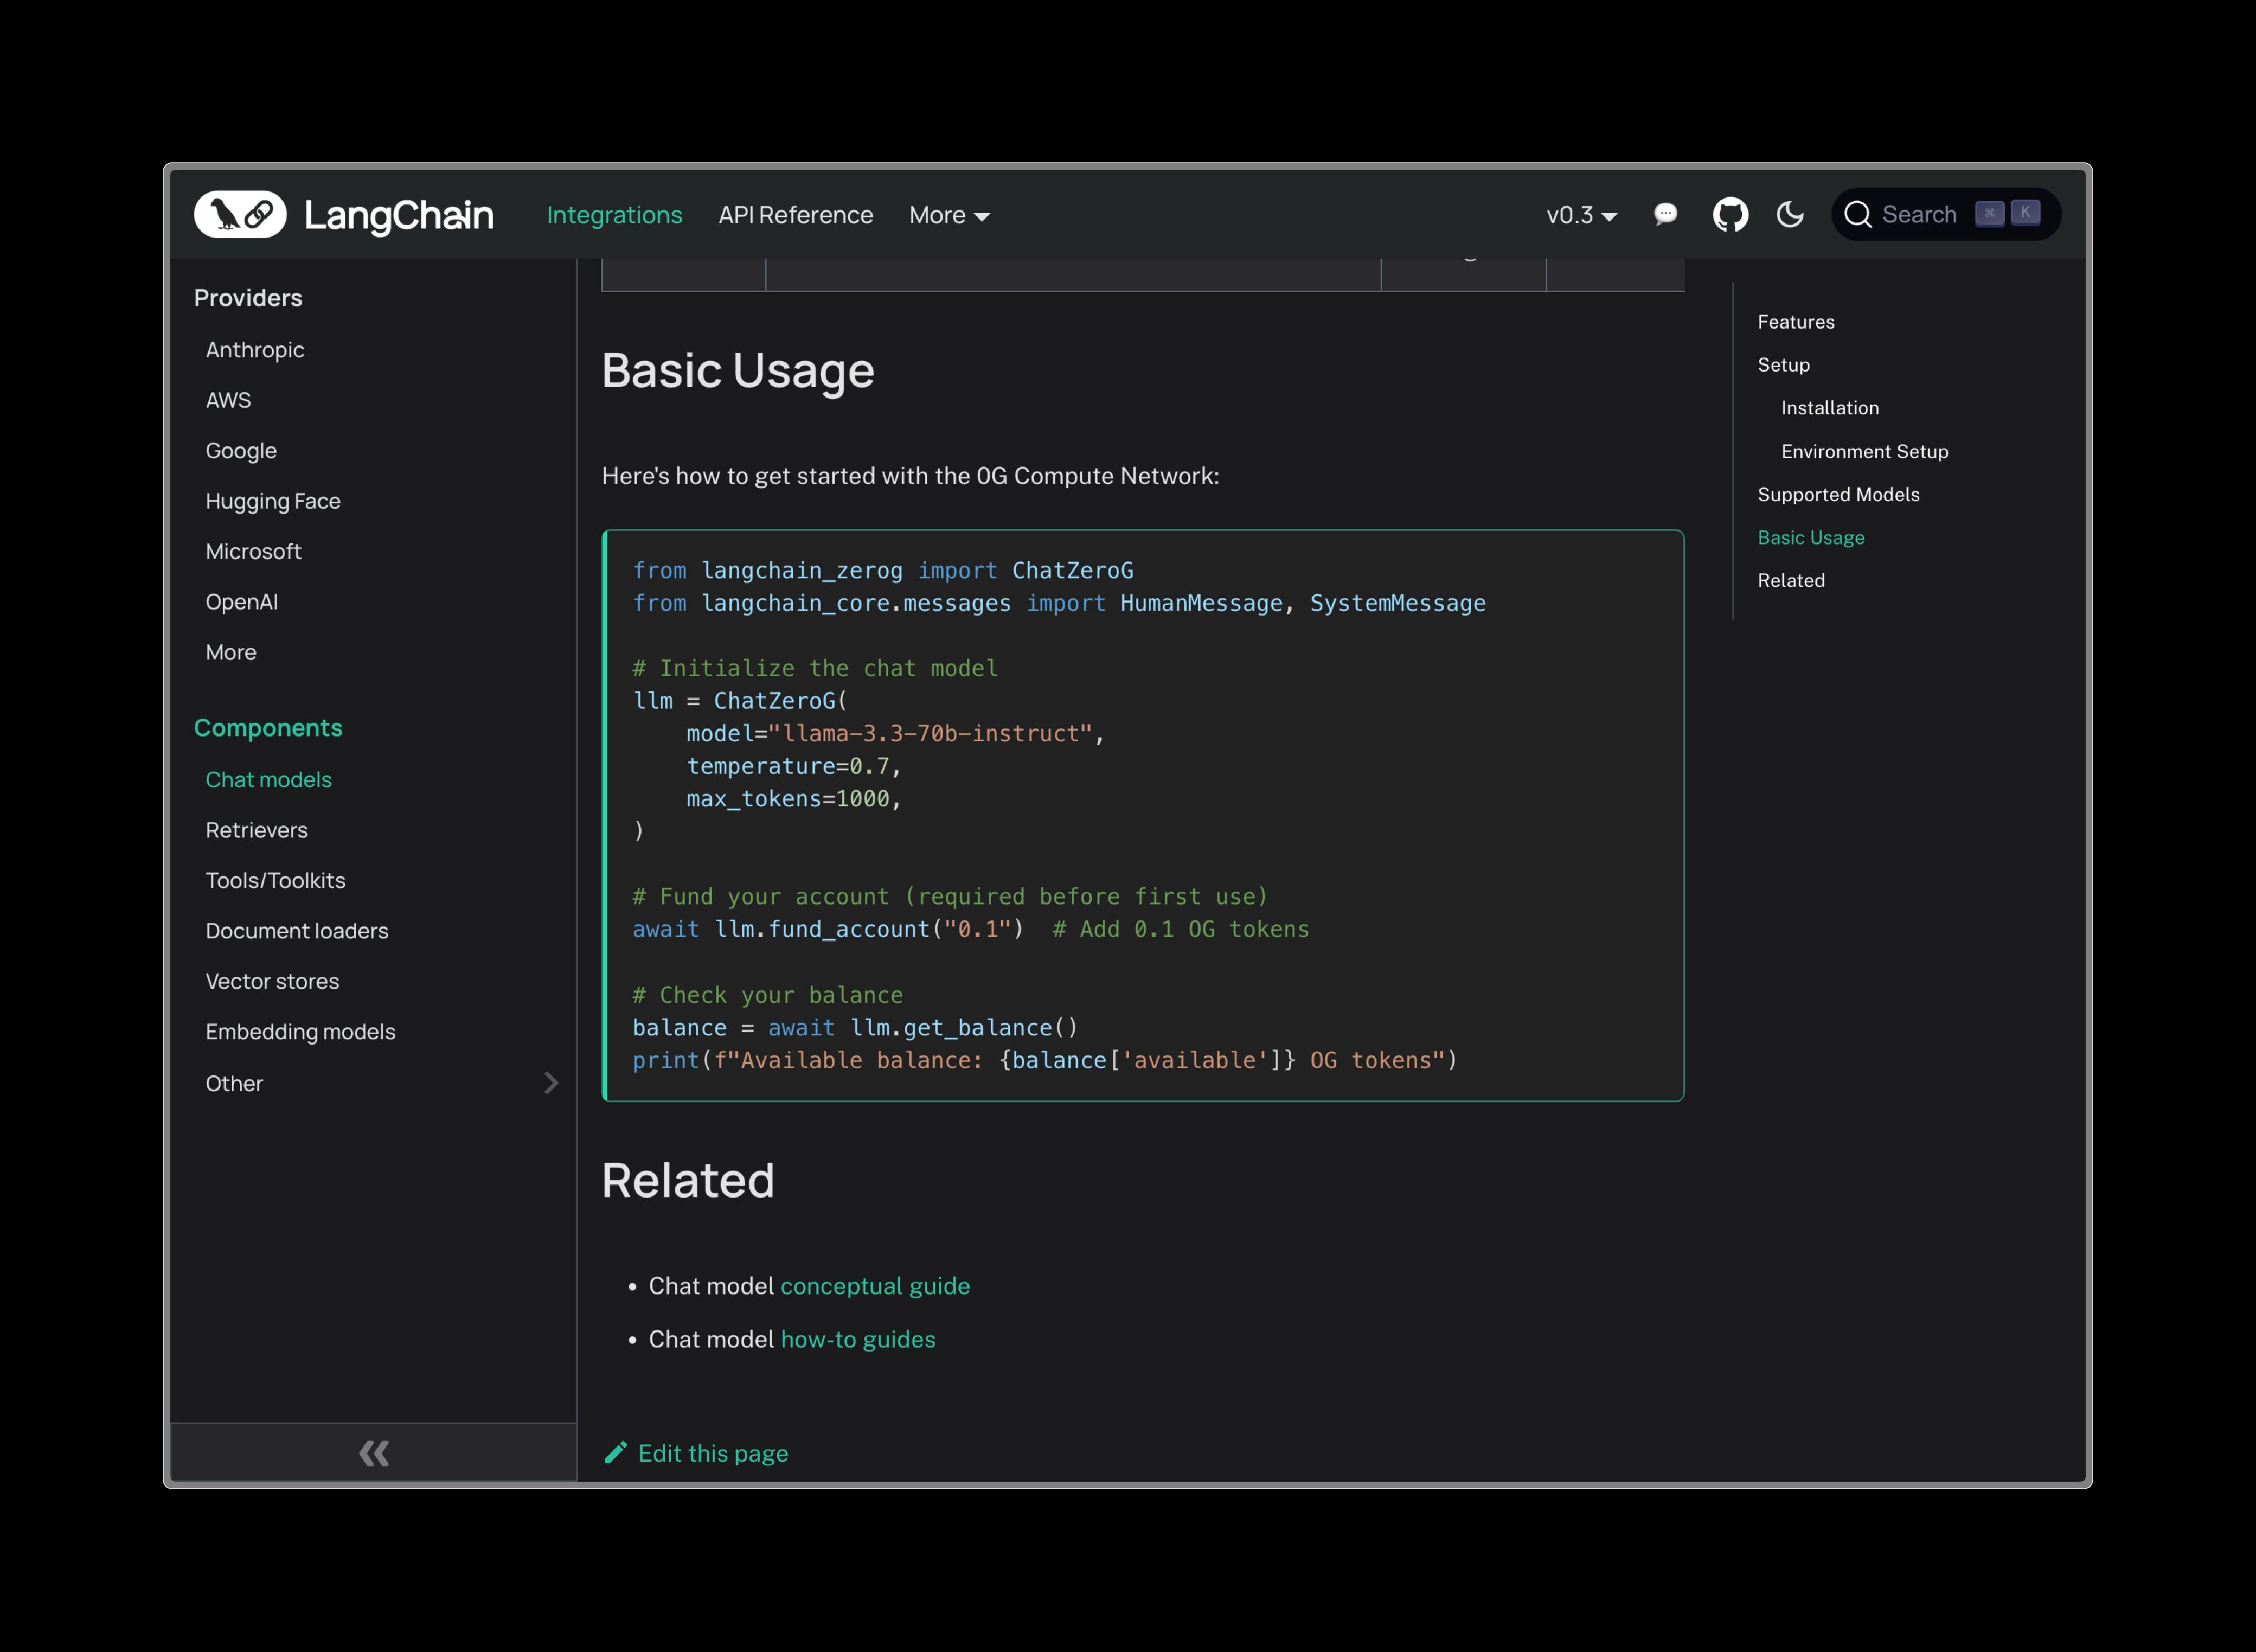 LangChain
Integrations
API Reference
More
v0.3
Search
⌘
K
Providers
Anthropic
AWS
Google
Hugging Face
Microsoft
OpenAI
More
Components
Chat models
Retrievers
Tools/Toolkits
Document loaders
Vector stores
Embedding models
Other
Basic Usage
Here's how to get started with the 0G Compute Network:
from langchain_zerog import ChatZeroG
from langchain_core.messages import HumanMessage, SystemMessage
# Initialize the chat model
llm = ChatZeroG(
    model="llama-3.3-70b-instruct",
    temperature=0.7,
    max_tokens=1000,
)
# Fund your account (required before first use)
await llm.fund_account("0.1")  # Add 0.1 OG tokens
# Check your balance
balance = await llm.get_balance()
print(f"Available balance: {balance['available']} OG tokens")
Related
• Chat model conceptual guide
• Chat model how-to guides
Edit this page
Features
Setup
Installation
Environment Setup
Supported Models
Basic Usage
Related